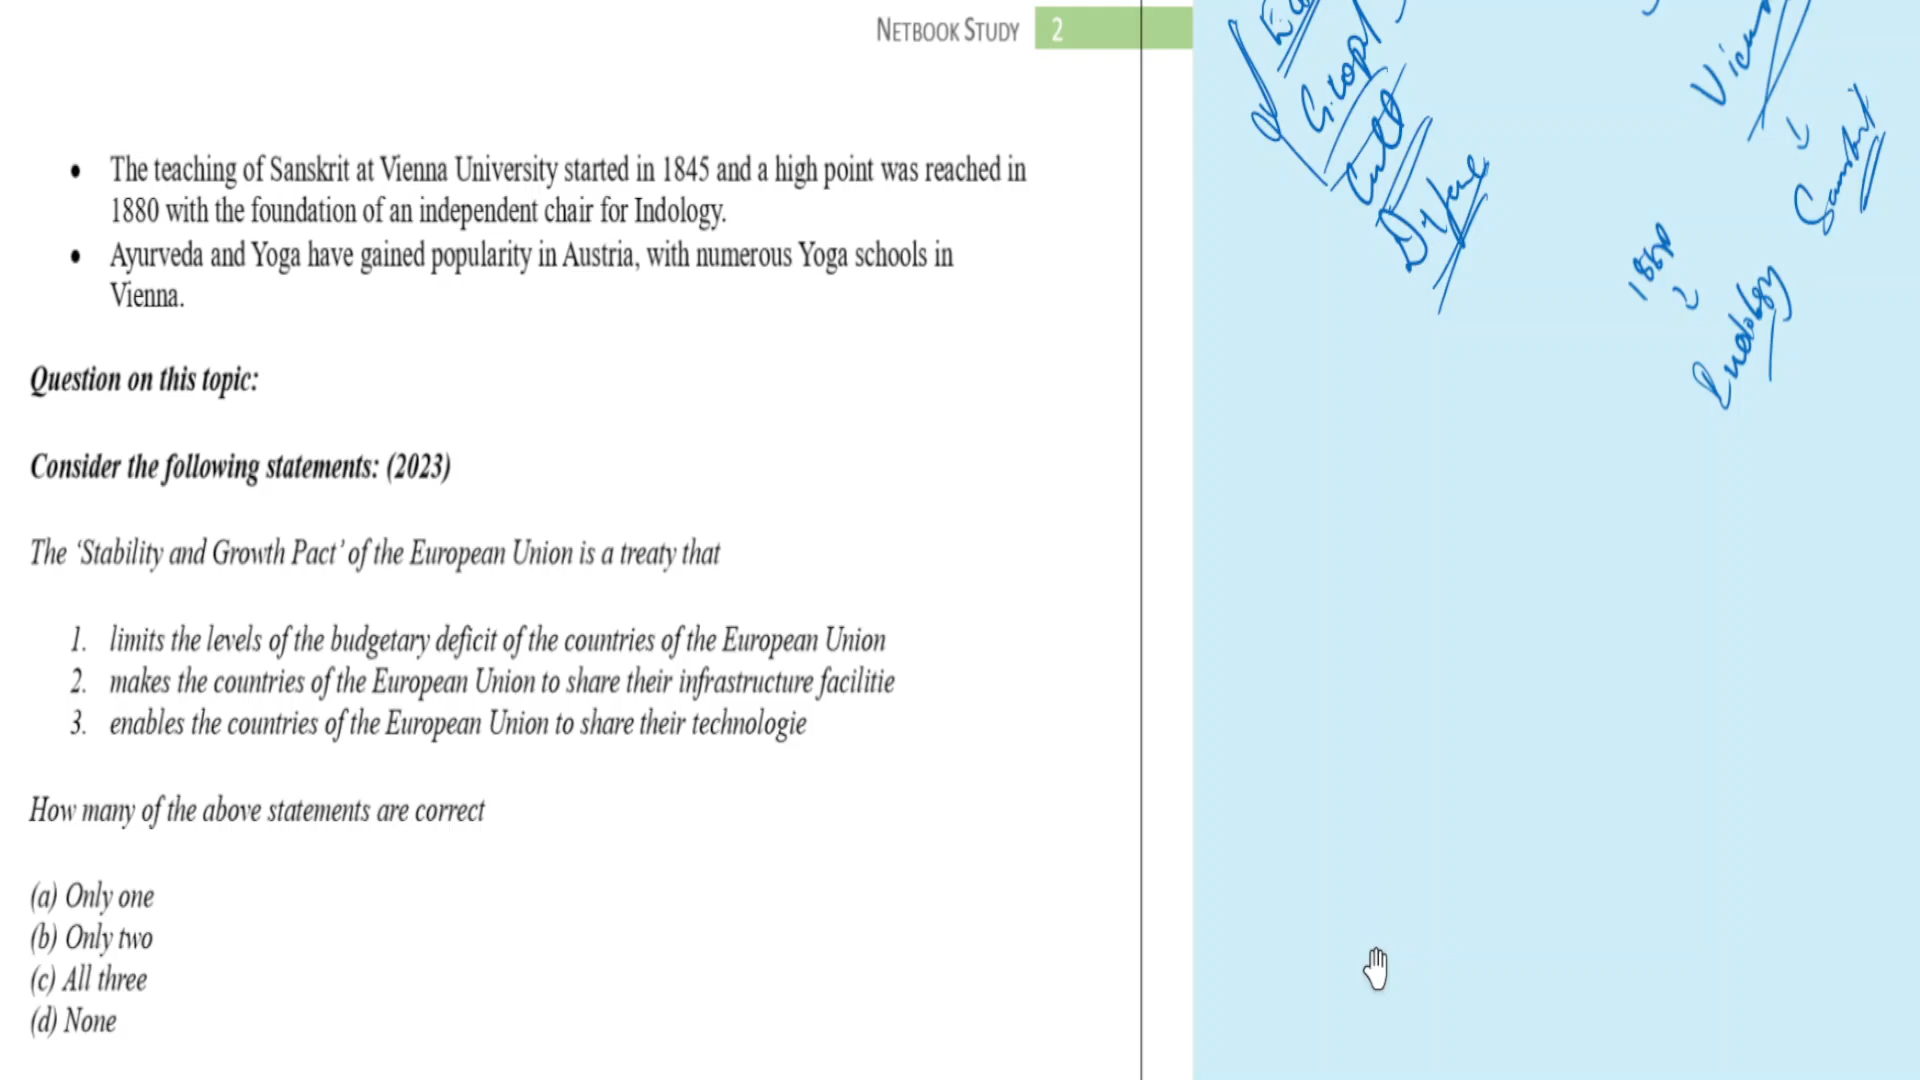 NETBOOK STUDY 2
• The teaching of Sanskrit at Vienna University started in 1845 and a high point was reached in
1880 with the foundation of an independent chair for Indology.
• Ayurveda and Yoga have gained popularity in Austria, with numerous Yoga schools in
Vienna.
Question on this topic:
Consider the following statements: (2023)
The ‘Stability and Growth Pact’ of the European Union is a treaty that
1. limits the levels of the budgetary deficit of the countries of the European Union
2. makes the countries of the European Union to share their infrastructure facilitie
3. enables the countries of the European Union to share their technologie
How many of the above statements are correct
(a) Only one
(b) Only two
(c) All three
(d) None
Sanskrit
Indology